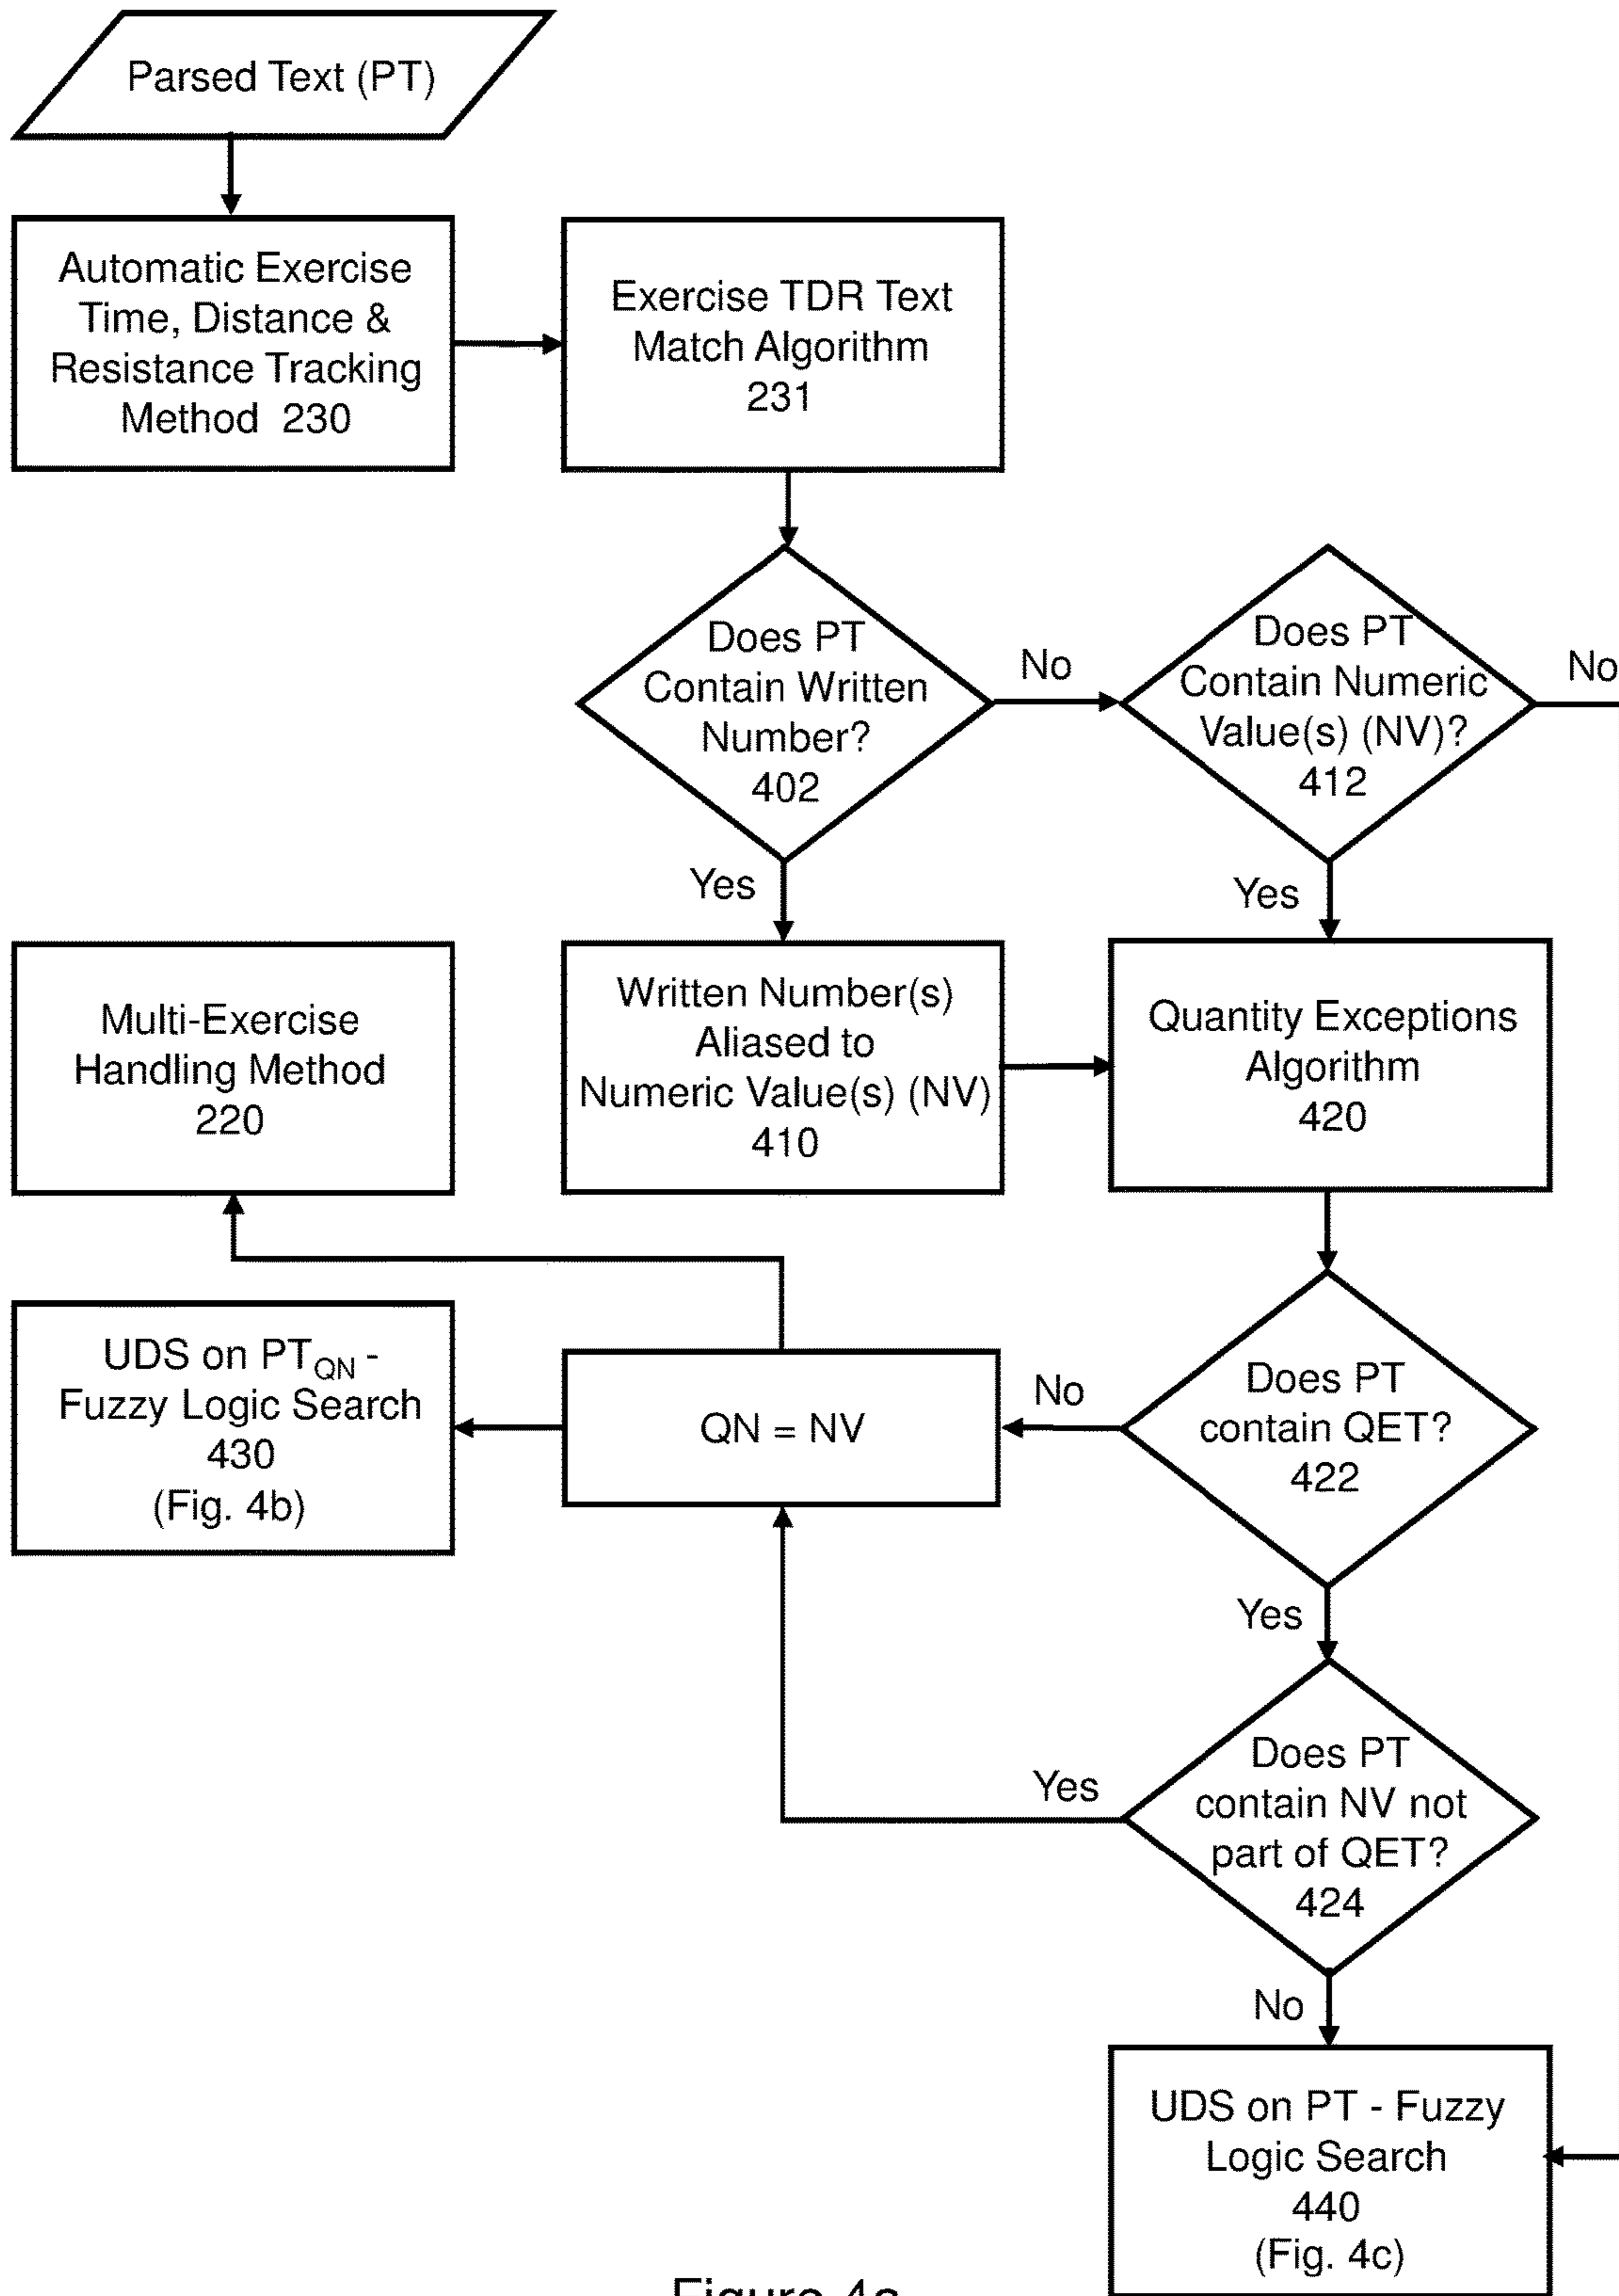 Parsed Text (PT)
Automatic Exercise
Time, Distance &
Resistance Tracking
Method 230
Exercise TDR Text
Match Algorithm
231
Does PT
Contain Written
Number?
402
No
Does PT
Contain Numeric
Value(s) (NV)?
412
No
Yes
Yes
Multi-Exercise
Handling Method
220
Written Number(s)
Aliased to
Numeric Value(s) (NV)
410
Quantity Exceptions
Algorithm
420
UDS on PTQN -
Fuzzy Logic Search
430
(Fig. 4b)
QN = NV
No
Does PT
contain QET?
422
Yes
Yes
Does PT
contain NV not
part of QET?
424
No
UDS on PT - Fuzzy
Logic Search
440
(Fig. 4c)
Figure 4a